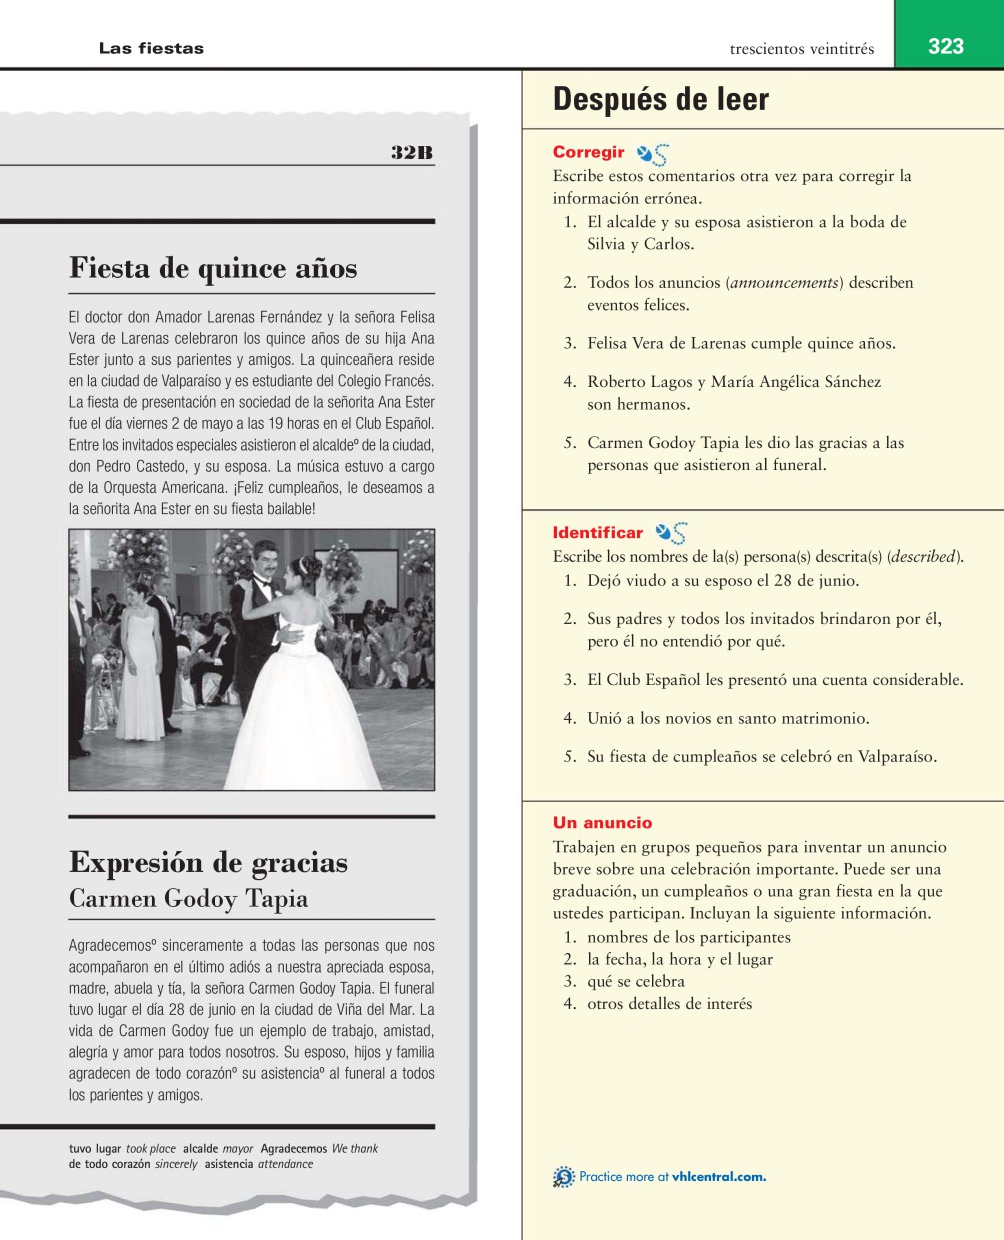 Las fiestas
trescientos veintitrés
323
32B
Fiesta de quince años
El doctor don Amador Larenas Fernández y la señora Felisa
Vera de Larenas celebraron los quince años de su hija Ana
Ester junto a sus parientes y amigos. La quinceañera reside
en la ciudad de Valparaíso y es estudiante del Colegio Francés.
La fiesta de presentación en sociedad de la señorita Ana Ester
fue el día viernes 2 de mayo a las 19 horas en el Club Español.
Entre los invitados especiales asistieron el alcaldeº de la ciudad,
don Pedro Castedo, y su esposa. La música estuvo a cargo
de la Orquesta Americana. ¡Feliz cumpleaños, le deseamos a
la señorita Ana Ester en su fiesta bailable!
Expresión de gracias
Carmen Godoy Tapia
Agradecemosº sinceramente a todas las personas que nos
acompañaron en el último adiós a nuestra apreciada esposa,
madre, abuela y tía, la señora Carmen Godoy Tapia. El funeral
tuvo lugar el día 28 de junio en la ciudad de Viña del Mar. La
vida de Carmen Godoy fue un ejemplo de trabajo, amistad,
alegría y amor para todos nosotros. Su esposo, hijos y familia
agradecen de todo corazónº su asistenciaº al funeral a todos
los parientes y amigos.
tuvo lugar took place alcalde mayor Agradecemos We thank
de todo corazón sincerely asistencia attendance
Después de leer
Corregir
Escribe estos comentarios otra vez para corregir la
información errónea.
1. El alcalde y su esposa asistieron a la boda de
Silvia y Carlos.
2. Todos los anuncios (announcements) describen
eventos felices.
3. Felisa Vera de Larenas cumple quince años.
4. Roberto Lagos y María Angélica Sánchez
son hermanos.
5. Carmen Godoy Tapia les dio las gracias a las
personas que asistieron al funeral.
Identificar
Escribe los nombres de la(s) persona(s) descrita(s) (described).
1. Dejó viudo a su esposo el 28 de junio.
2. Sus padres y todos los invitados brindaron por él,
pero él no entendió por qué.
3. El Club Español les presentó una cuenta considerable.
4. Unió a los novios en santo matrimonio.
5. Su fiesta de cumpleaños se celebró en Valparaíso.
Un anuncio
Trabajen en grupos pequeños para inventar un anuncio
breve sobre una celebración importante. Puede ser una
graduación, un cumpleaños o una gran fiesta en la que
ustedes participan. Incluyan la siguiente información.
1. nombres de los participantes
2. la fecha, la hora y el lugar
3. qué se celebra
4. otros detalles de interés
Practice more at vhlcentral.com.